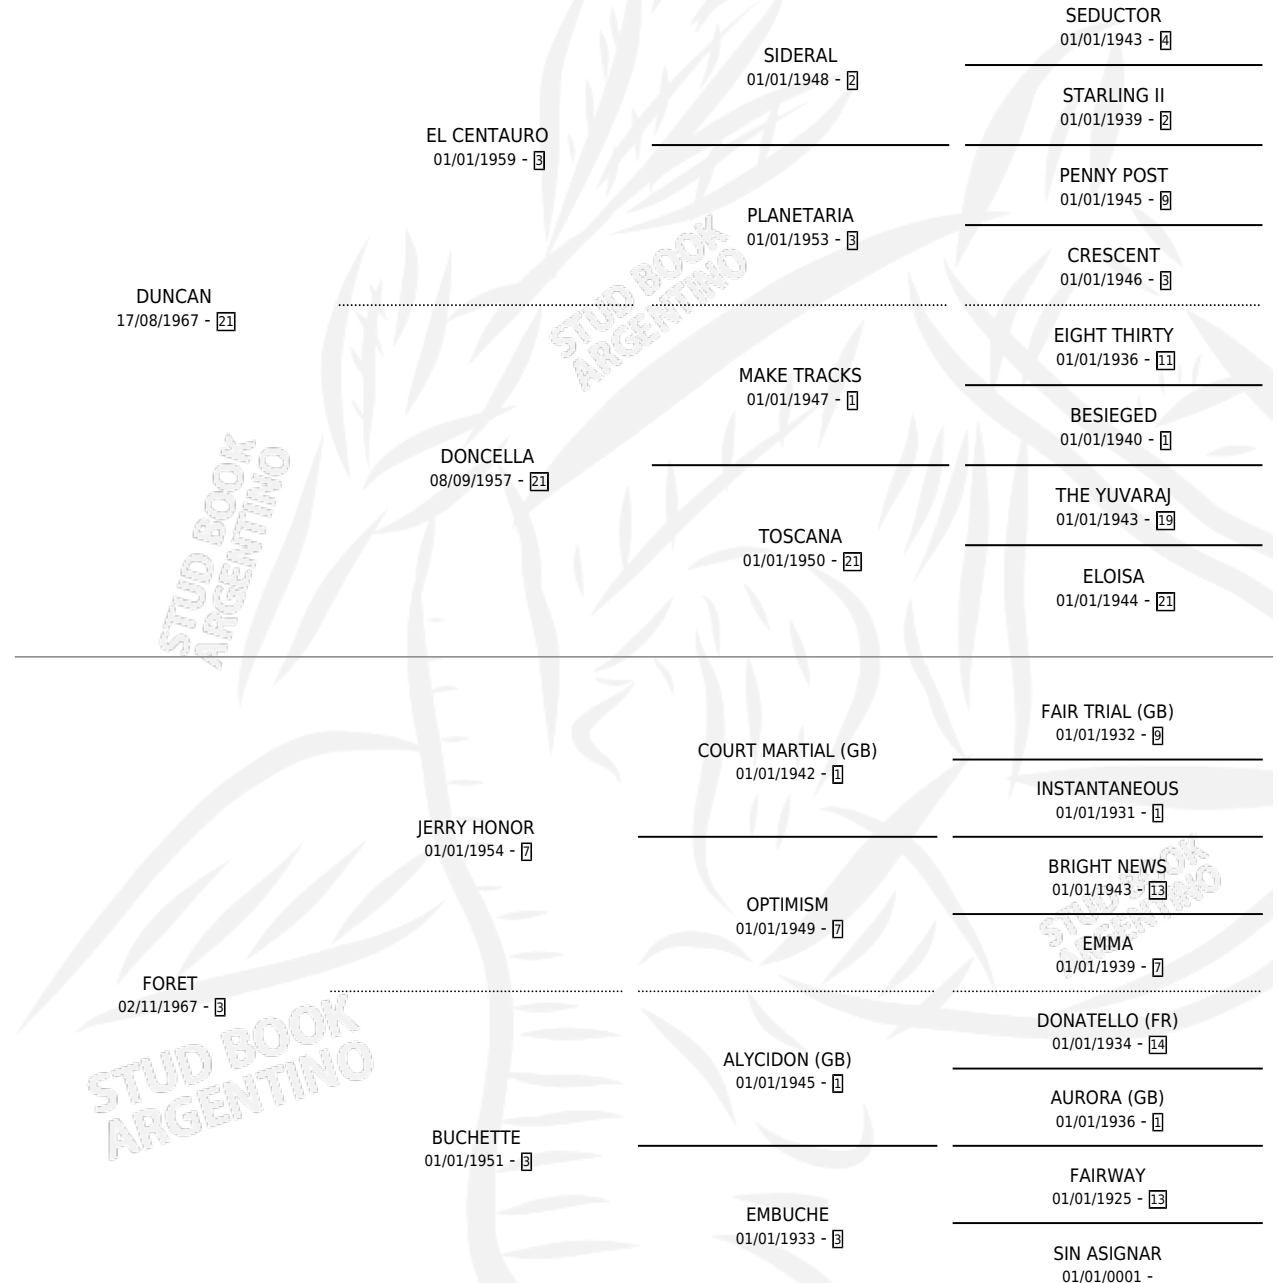 SEDUCTOR
01/01/1943 - 4
SIDERAL
01/01/1948 - 2
STARLING II
01/01/1939 - 2
EL CENTAURO
01/01/1959 - 3
PENNY POST
01/01/1945 - 9
PLANETARIA
01/01/1953 - 3
CRESCENT
01/01/1946 - 3
DUNCAN
17/08/1967 - 21
EIGHT THIRTY
01/01/1936 - 11
MAKE TRACKS
01/01/1947 - 1
BESIEGED
01/01/1940 - 1
DONCELLA
08/09/1957 - 21
THE YUVARAJ
01/01/1943 - 19
TOSCANA
01/01/1950 - 21
ELOISA
01/01/1944 - 21
STUD BOOK
ARGENTINO
STUD BOOK
ARGENTINO
FAIR TRIAL (GB)
01/01/1932 - 9
COURT MARTIAL (GB)
01/01/1942 - 1
INSTANTANEOUS
01/01/1931 - 1
JERRY HONOR
01/01/1954 - 7
BRIGHT NEWS
01/01/1943 - 13
OPTIMISM
01/01/1949 - 7
EMMA
01/01/1939 - 7
FORET
02/11/1967 - 3
DONATELLO (FR)
01/01/1934 - 14
ALYCIDON (GB)
01/01/1945 - 1
AURORA (GB)
01/01/1936 - 1
BUCHETTE
01/01/1951 - 3
FAIRWAY
01/01/1925 - 13
EMBUCHE
01/01/1933 - 3
SIN ASIGNAR
01/01/0001 -
STUD BOOK
ARGENTINO
STUD BOOK
ARGENTINO